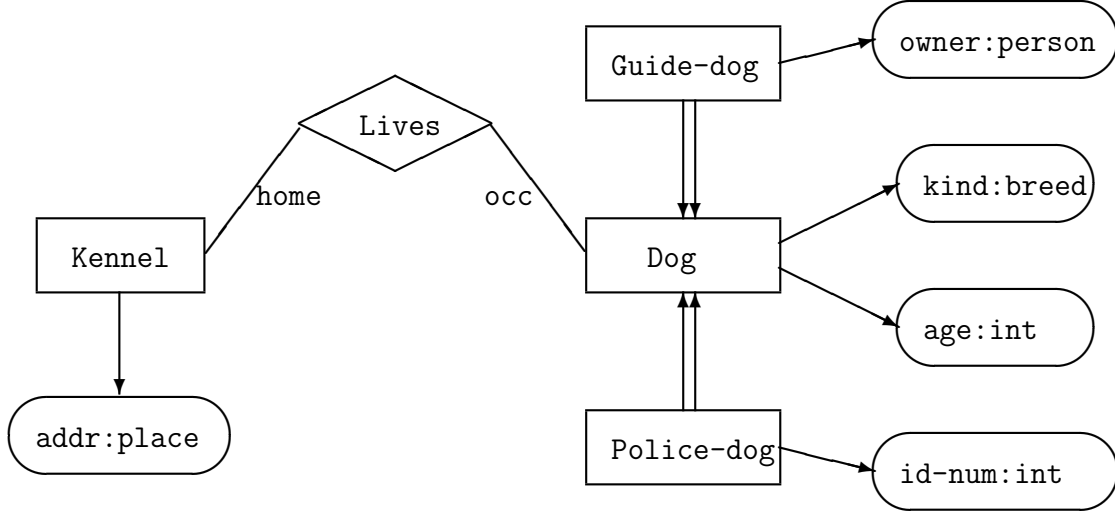 owner:person
Guide-dog
Lives
kind:breed
home
occ
Kennel
Dog
age:int
addr:place
Police-dog
id-num:int